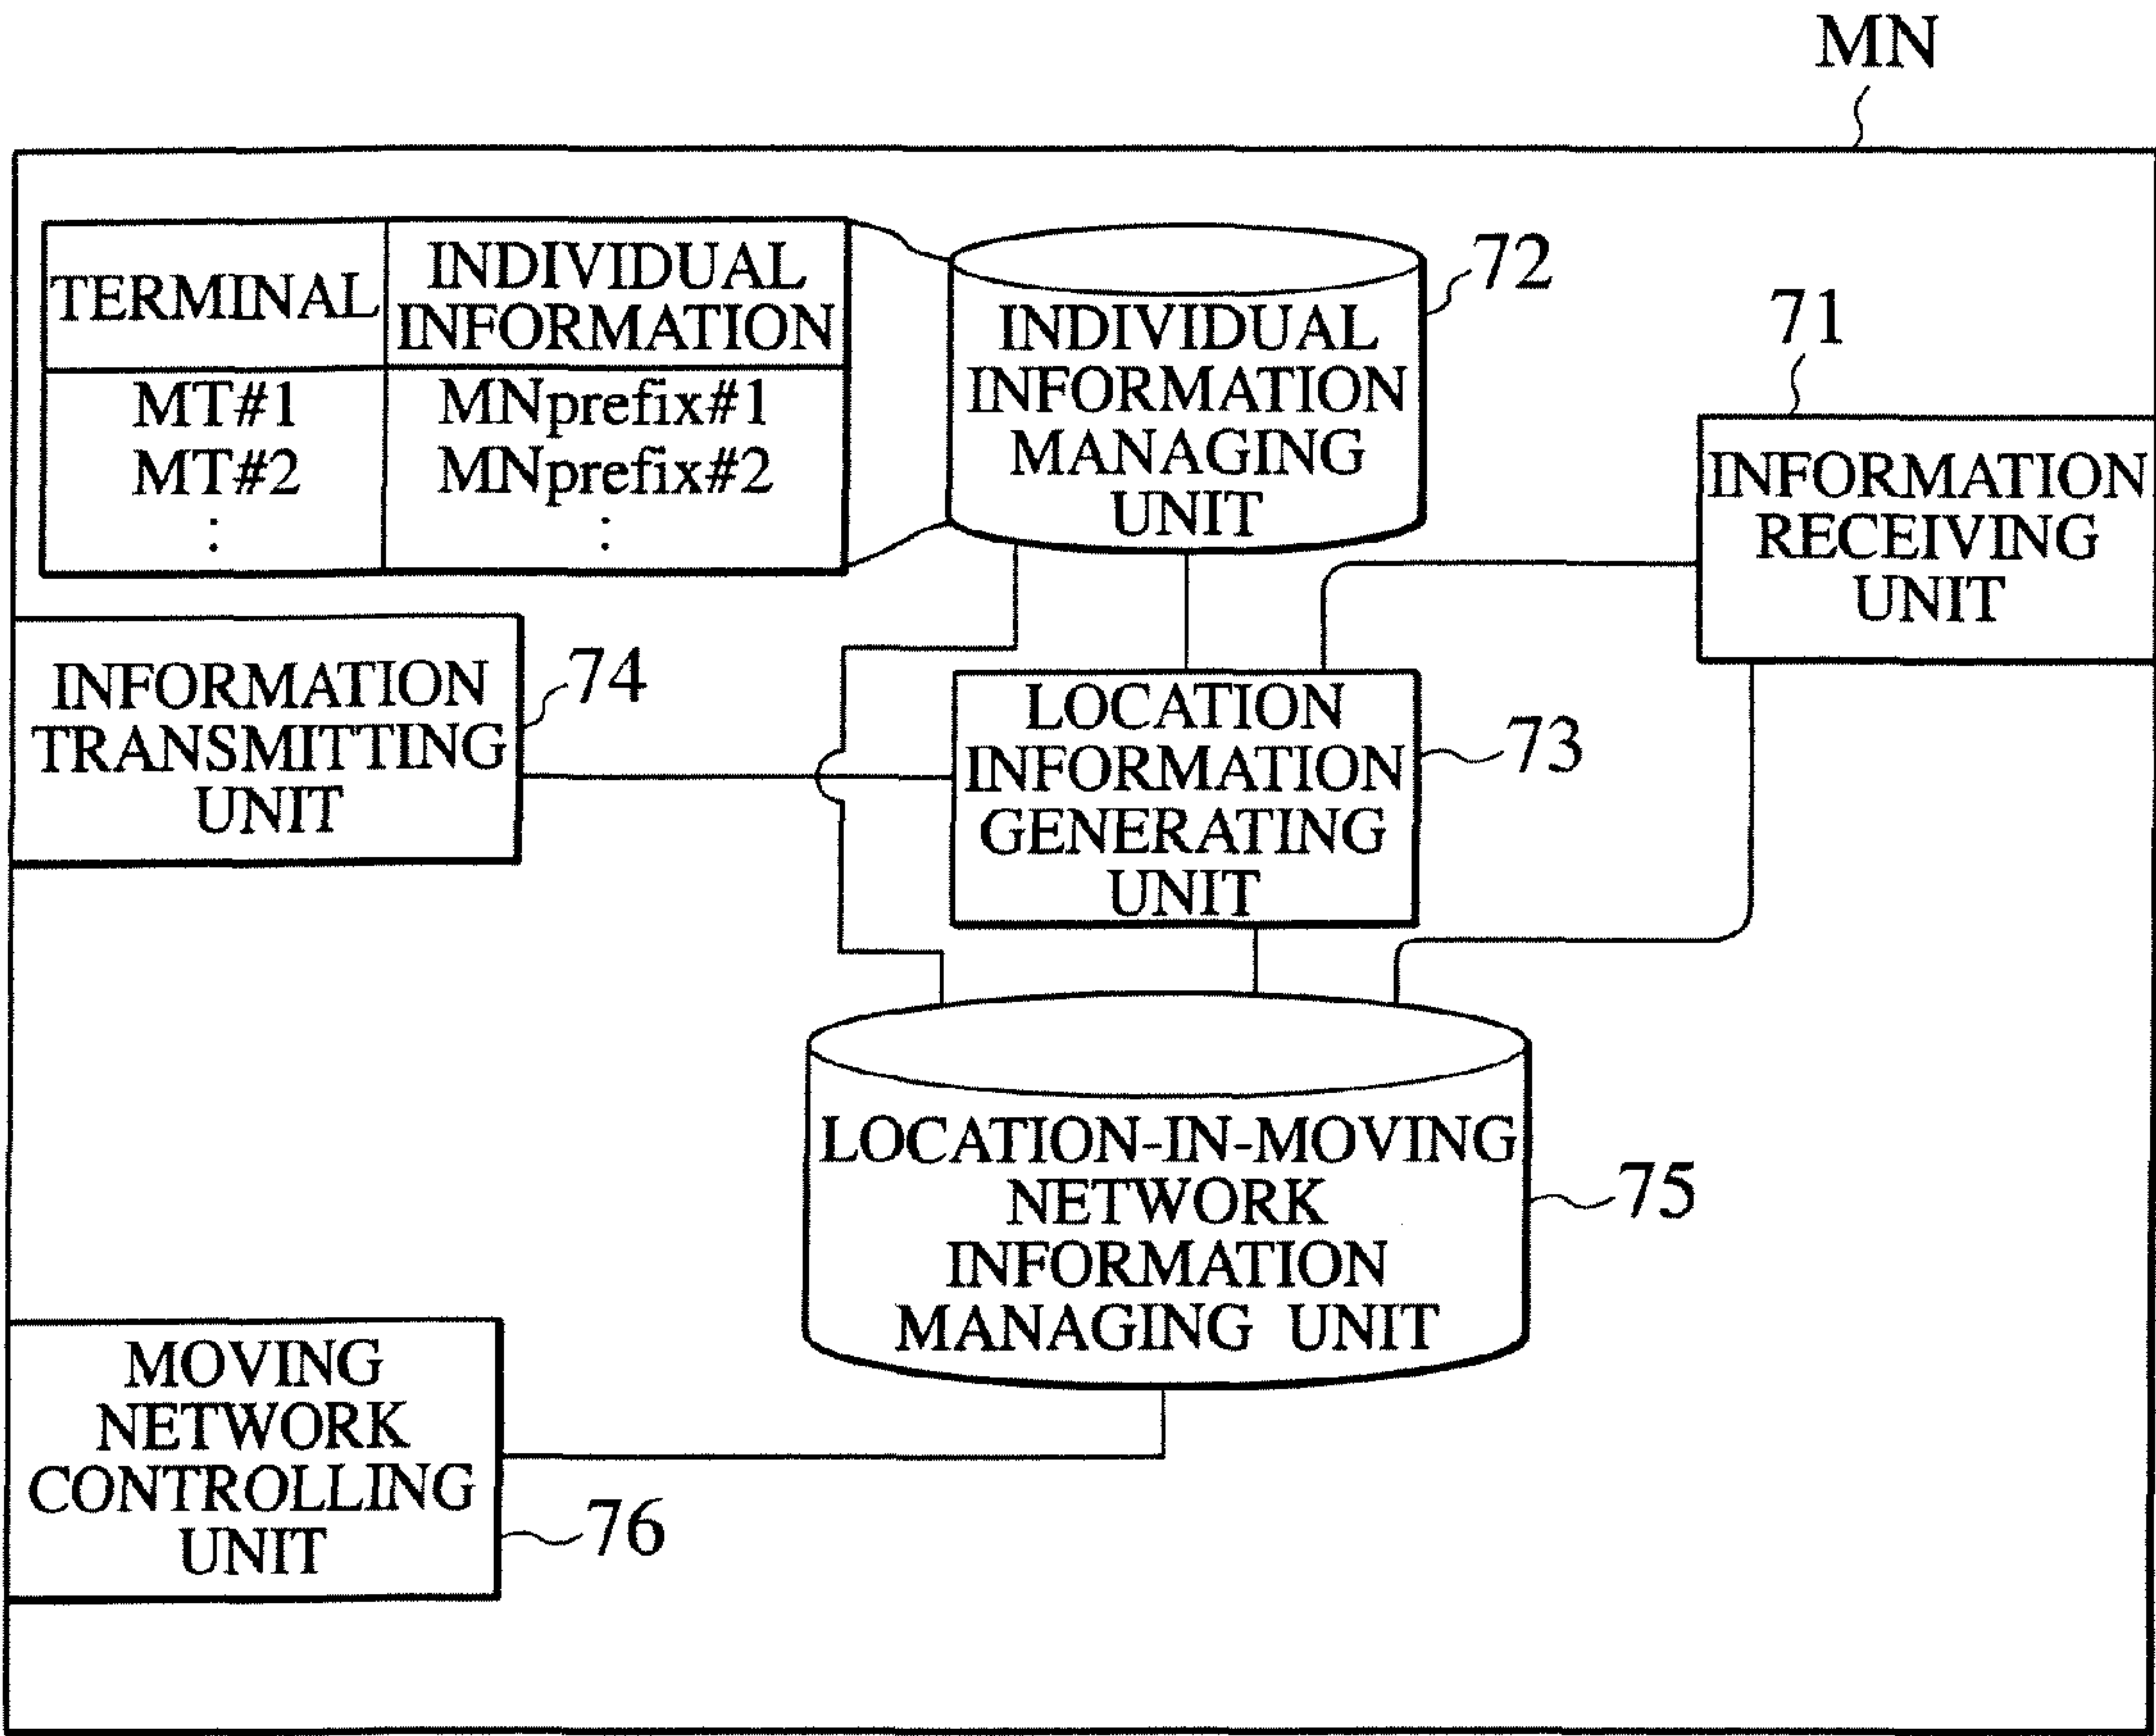 MN
TERMINAL
INDIVIDUAL
INFORMATION
MT#1
MNprefix#1
MT#2
MNprefix#2
:
:
INDIVIDUAL
INFORMATION
MANAGING
UNIT
72
71
INFORMATION
RECEIVING
UNIT
INFORMATION
TRANSMITTING
UNIT
74
LOCATION
INFORMATION
GENERATING
UNIT
73
LOCATION-IN-MOVING
NETWORK
INFORMATION
MANAGING UNIT
75
MOVING
NETWORK
CONTROLLING
UNIT
76